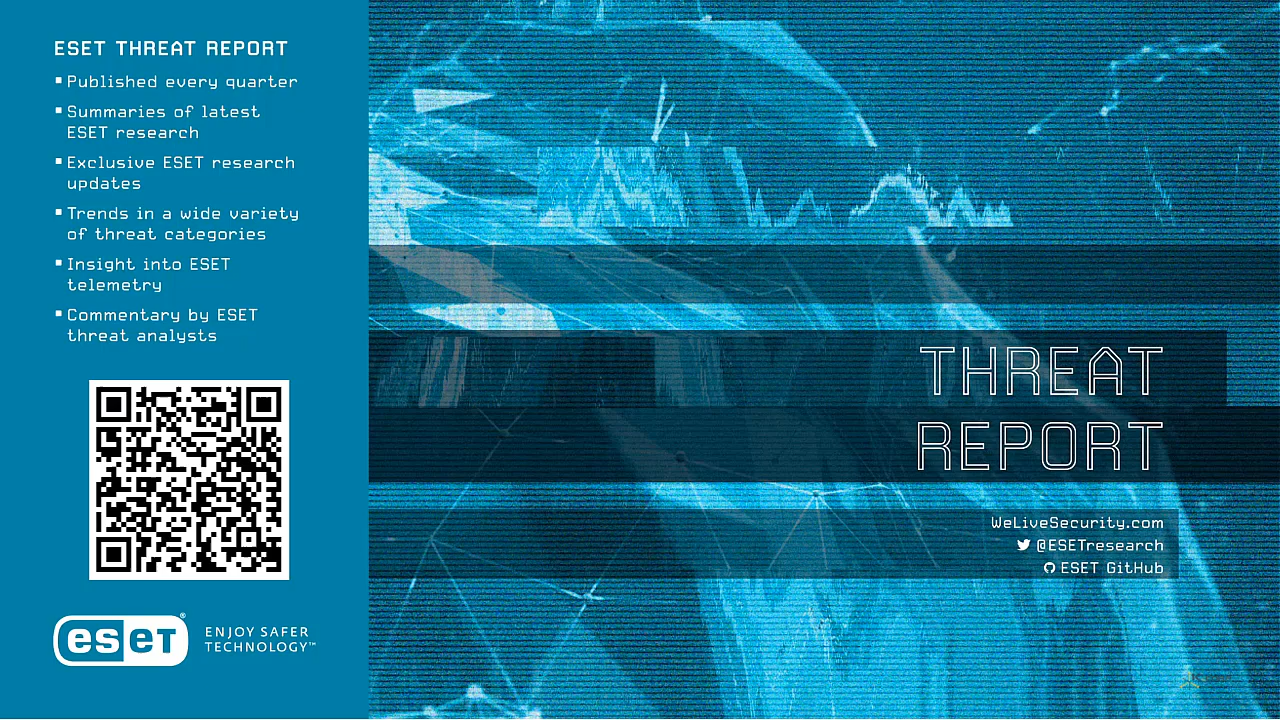 ESET THREAT REPORT
▪ Published every quarter
▪ Summaries of latest
ESET research
▪ Exclusive ESET research
updates
▪ Trends in a wide variety
of threat categories
▪ Insight into ESET
telemetry
▪ Commentary by ESET
threat analysts
eseT® ENJOY SAFER
TECHNOLOGY™
THREAT
REPORT
WeLiveSecurity.com
@ESETresearch
ESET GitHub